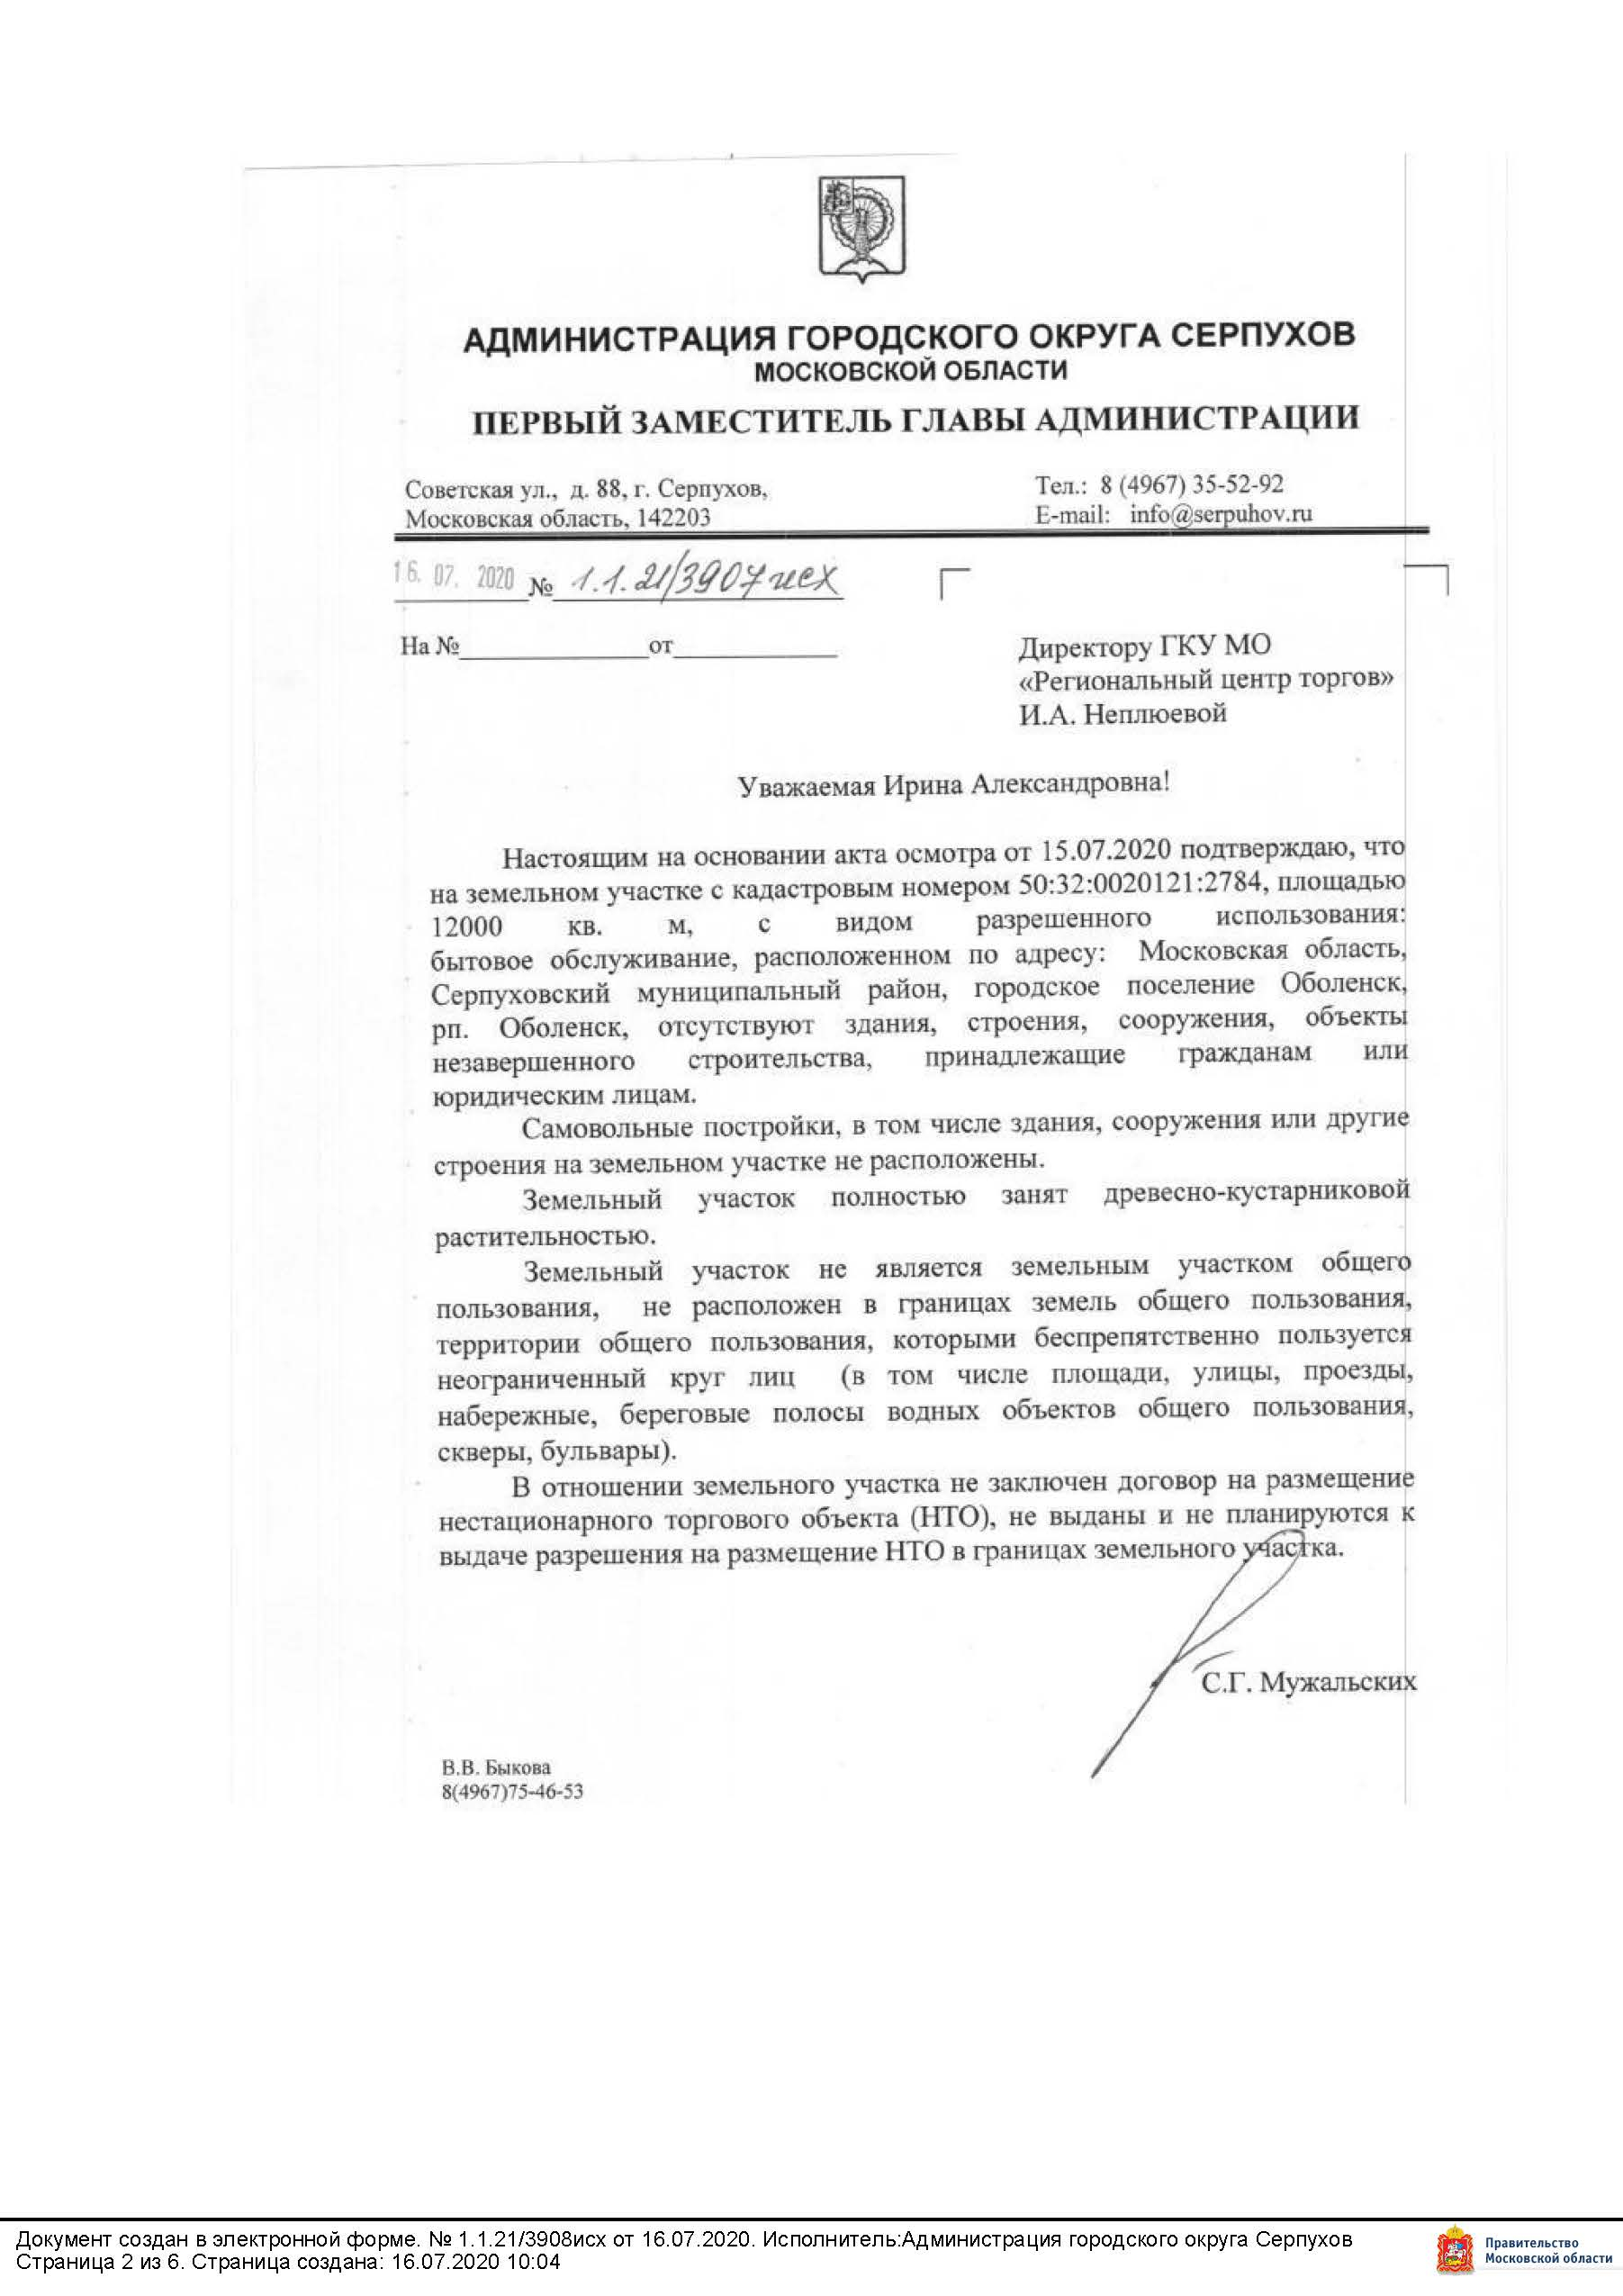 АДМИНИСТРАЦИЯ ГОРОДСКОГО ОКРУГА СЕРПУХОВ
МОСКОВСКОЙ ОБЛАСТИ
ПЕРВЫЙ ЗАМЕСТИТЕЛЬ ГЛАВЫ АДМИНИСТРАЦИИ
Советская ул., д. 88, г. Серпухов,
Московская область, 142203
Тел.: 8 (4967) 35-52-92
E-mail: info@serpuhov.ru
16. 07. 2020 № 1.1.21/3907исх
На №____________от____________
Директору ГКУ МО
«Региональный центр торгов»
И.А. Неплюевой
Уважаемая Ирина Александровна!
Настоящим на основании акта осмотра от 15.07.2020 подтверждаю, что
на земельном участке с кадастровым номером 50:32:0020121:2784, площадью
12000 кв. м, с видом разрешенного использования:
бытовое обслуживание, расположенном по адресу: Московская область,
Серпуховский муниципальный район, городское поселение Оболенск,
рп. Оболенск, отсутствуют здания, строения, сооружения, объекты
незавершенного строительства, принадлежащие гражданам или
юридическим лицам.
Самовольные постройки, в том числе здания, сооружения или другие
строения на земельном участке не расположены.
Земельный участок полностью занят древесно-кустарниковой
растительностью.
Земельный участок не является земельным участком общего
пользования, не расположен в границах земель общего пользования,
территории общего пользования, которыми беспрепятственно пользуется
неограниченный круг лиц (в том числе площади, улицы, проезды,
набережные, береговые полосы водных объектов общего пользования,
скверы, бульвары).
В отношении земельного участка не заключен договор на размещение
нестационарного торгового объекта (НТО), не выданы и не планируются к
выдаче разрешения на размещение НТО в границах земельного участка.
С.Г. Мужальских
В.В. Быкова
8(4967)75-46-53
Документ создан в электронной форме. № 1.1.21/3908исх от 16.07.2020. Исполнитель:Администрация городского округа Серпухов
Страница 2 из 6. Страница создана: 16.07.2020 10:04
Правительство
Московской области